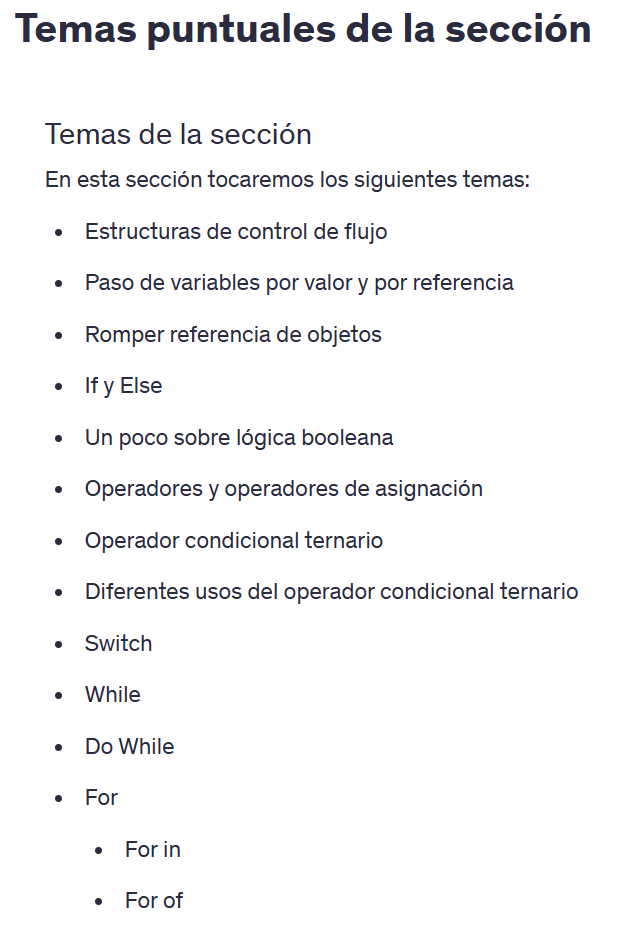 Temas puntuales de la sección
Temas de la sección
En esta sección tocaremos los siguientes temas:
• Estructuras de control de flujo
• Paso de variables por valor y por referencia
• Romper referencia de objetos
• If y Else
• Un poco sobre lógica booleana
• Operadores y operadores de asignación
• Operador condicional ternario
• Diferentes usos del operador condicional ternario
• Switch
• While
• Do While
• For
• For in
• For of